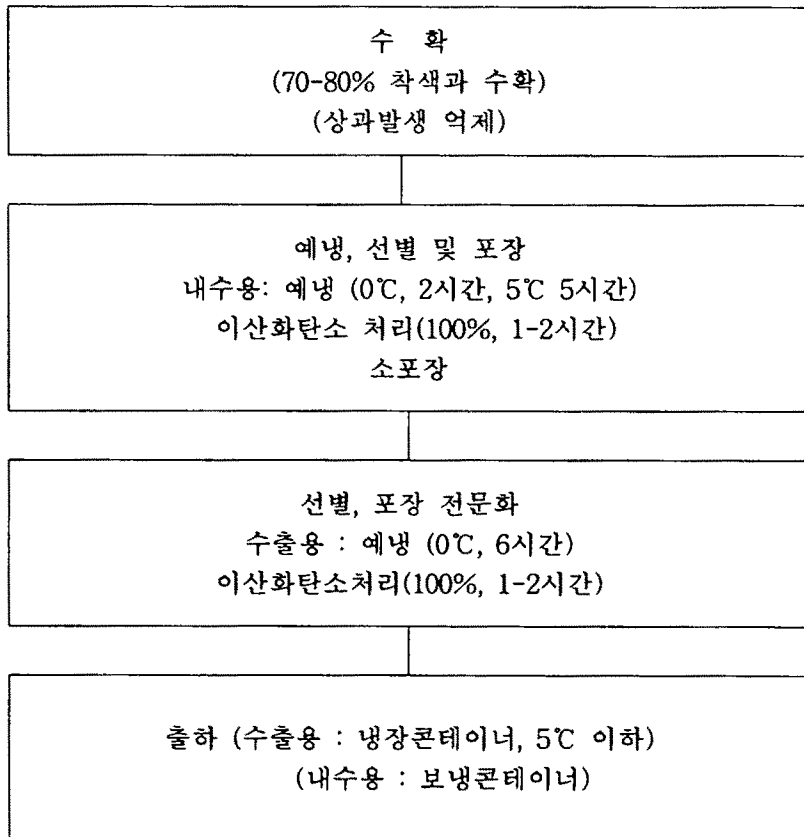 수 확
(70-80% 착색과 수확)
(상과발생 억제)
예냉, 선별 및 포장
내수용: 예냉 (0℃, 2시간, 5℃ 5시간)
이산화탄소 처리(100%, 1-2시간)
소포장
선별, 포장 전문화
수출용 : 예냉 (0℃, 6시간)
이산화탄소처리(100%, 1-2시간)
출하 (수출용 : 냉장콘테이너, 5℃ 이하)
(내수용 : 보냉콘테이너)